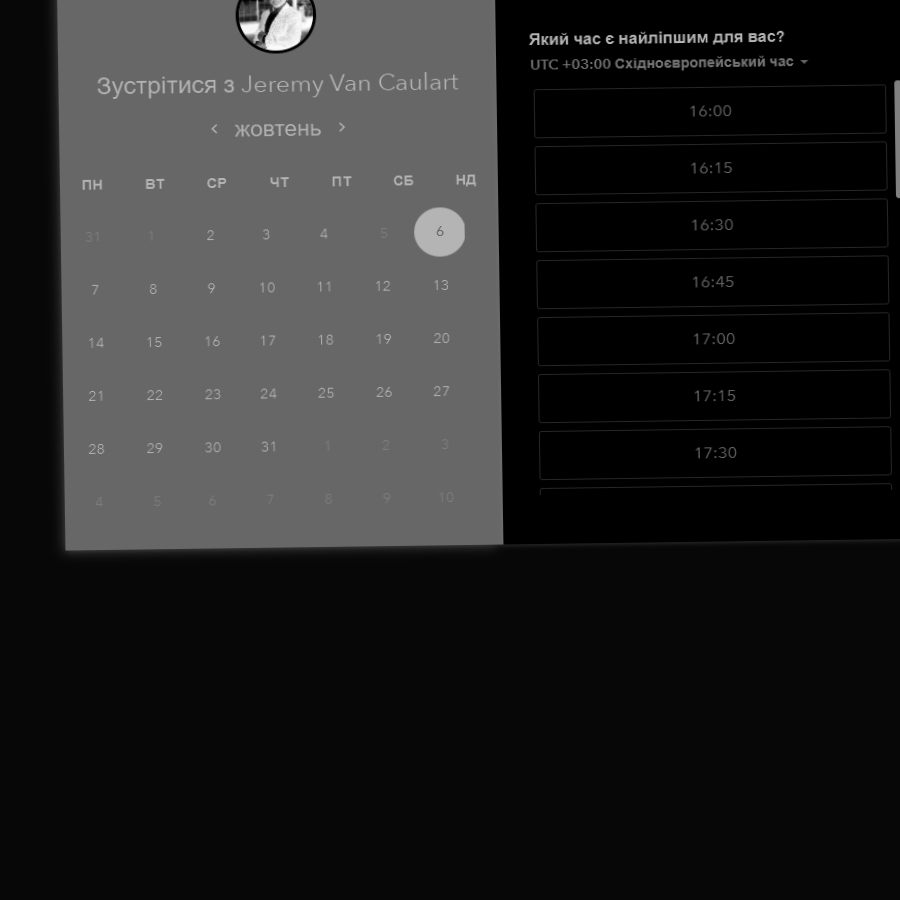 Зустрітися з Jeremy Van Caulart
‹ жовтень ›
ПН ВТ СР ЧТ ПТ СБ НД
31 1 2 3 4 5 6
7 8 9 10 11 12 13
14 15 16 17 18 19 20
21 22 23 24 25 26 27
28 29 30 31 1 2 3
4 5 6 7 8 9 10
Який час є найліпшим для вас?
UTC +03:00 Східноєвропейський час
16:00
16:15
16:30
16:45
17:00
17:15
17:30